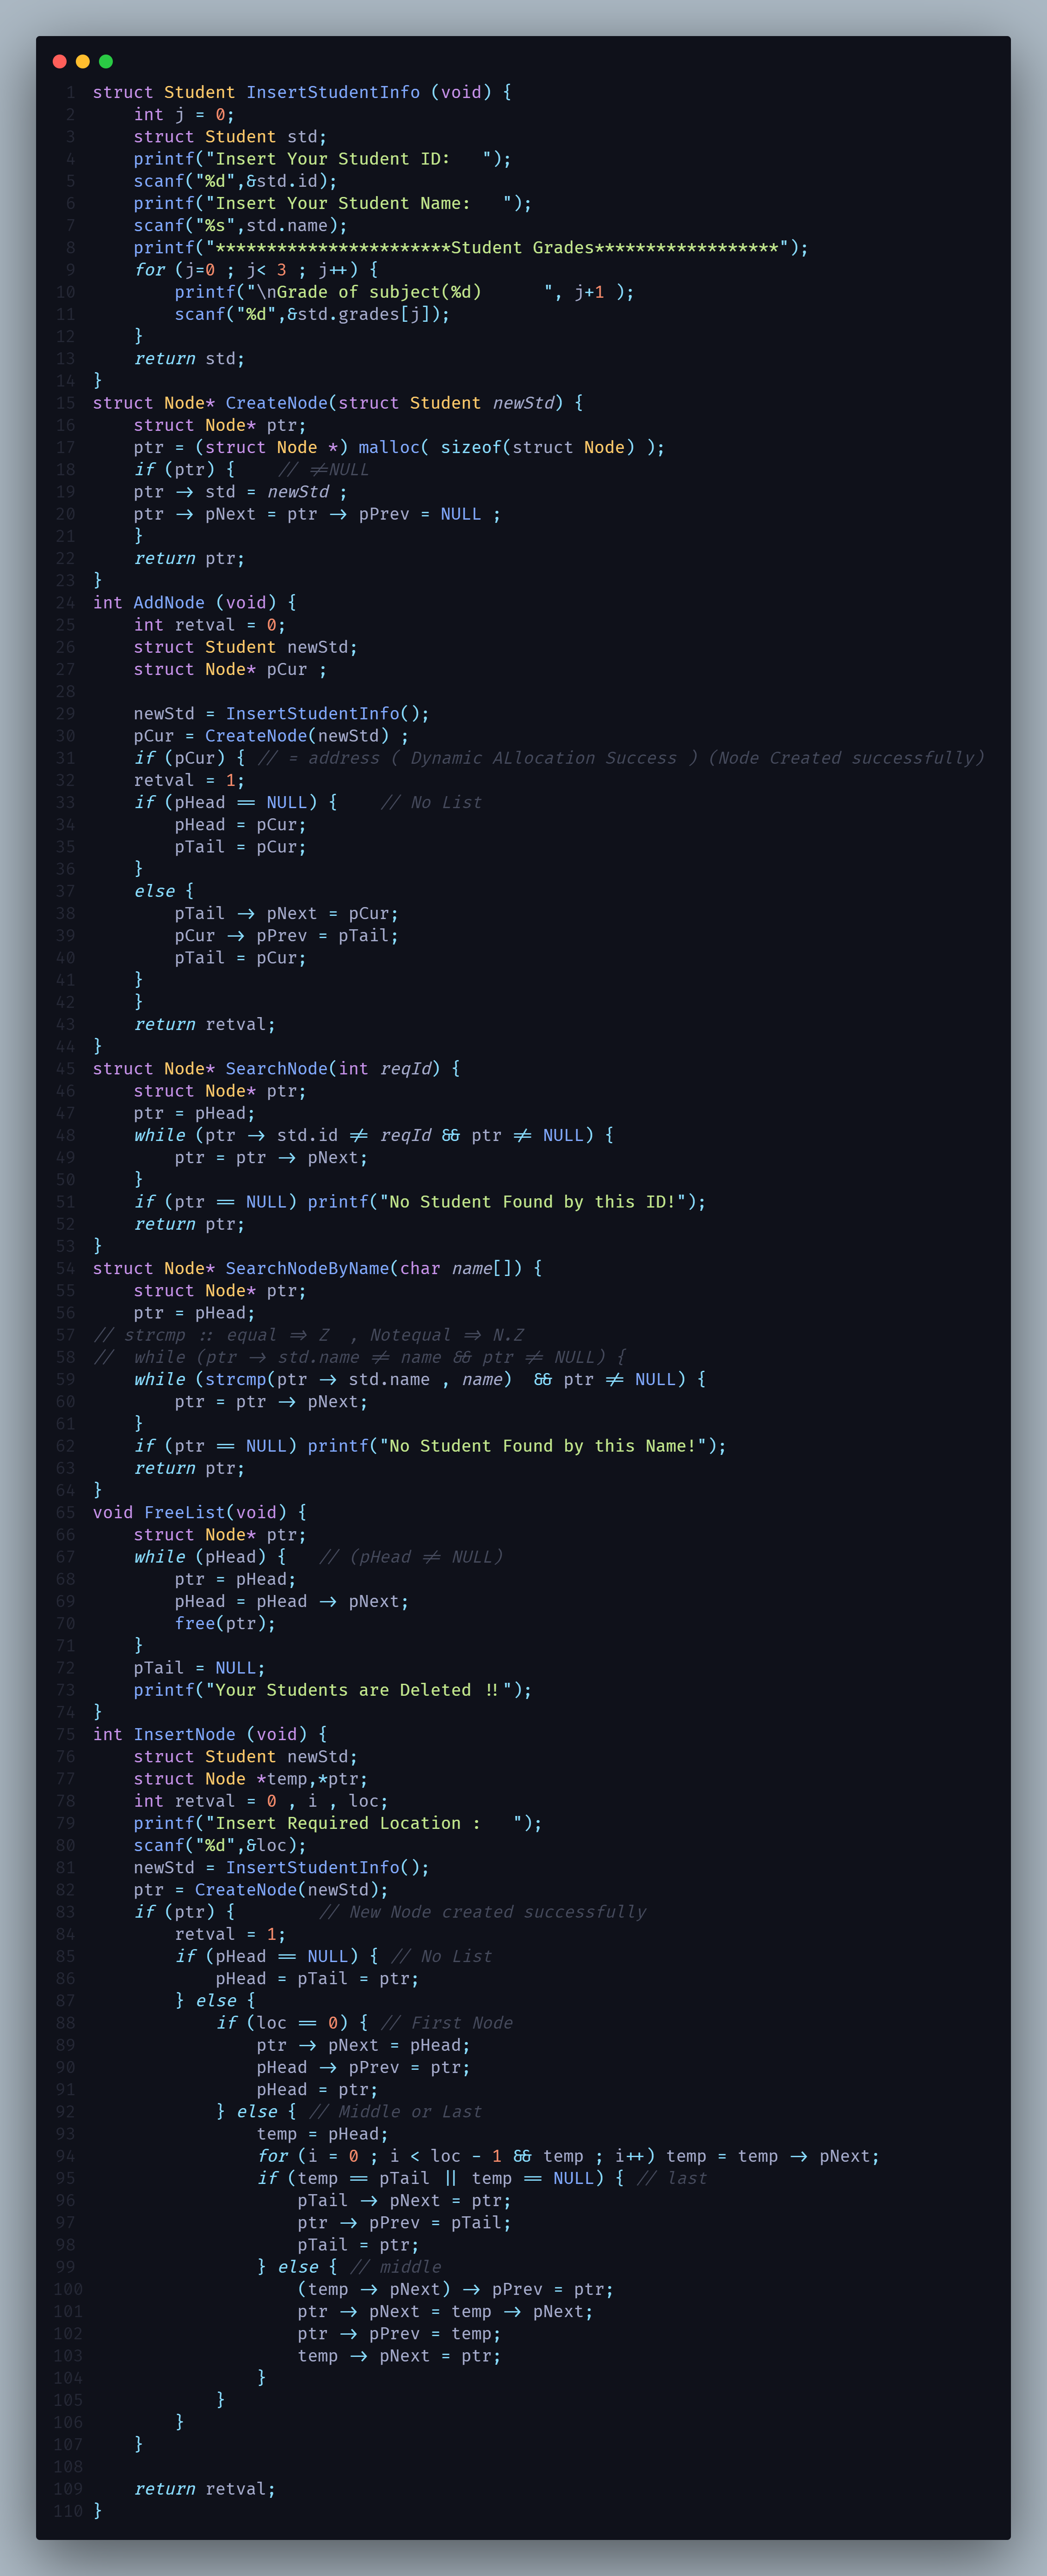 1 struct Student InsertStudentInfo (void) {
2     int j = 0;
3     struct Student std;
4     printf("Insert Your Student ID:   ");
5     scanf("%d",&std.id);
6     printf("Insert Your Student Name:   ");
7     scanf("%s",std.name);
8     printf("***********************Student Grades******************");
9     for (j=0 ; j< 3 ; j++) {
10         printf("\nGrade of subject(%d)      ", j+1 );
11         scanf("%d",&std.grades[j]);
12     }
13     return std;
14 }
15 struct Node* CreateNode(struct Student newStd) {
16     struct Node* ptr;
17     ptr = (struct Node *) malloc( sizeof(struct Node) );
18     if (ptr) {    // !=NULL
19     ptr -> std = newStd ;
20     ptr -> pNext = ptr -> pPrev = NULL ;
21     }
22     return ptr;
23 }
24 int AddNode (void) {
25     int retval = 0;
26     struct Student newStd;
27     struct Node* pCur ;
28
29     newStd = InsertStudentInfo();
30     pCur = CreateNode(newStd) ;
31     if (pCur) { // = address ( Dynamic ALlocation Success ) (Node Created successfully)
32     retval = 1;
33     if (pHead == NULL) {    // No List
34         pHead = pCur;
35         pTail = pCur;
36     }
37     else {
38         pTail -> pNext = pCur;
39         pCur -> pPrev = pTail;
40         pTail = pCur;
41     }
42     }
43     return retval;
44 }
45 struct Node* SearchNode(int reqId) {
46     struct Node* ptr;
47     ptr = pHead;
48     while (ptr -> std.id != reqId && ptr != NULL) {
49         ptr = ptr -> pNext;
50     }
51     if (ptr == NULL) printf("No Student Found by this ID!");
52     return ptr;
53 }
54 struct Node* SearchNodeByName(char name[]) {
55     struct Node* ptr;
56     ptr = pHead;
57 // strcmp :: equal => Z  , Notequal => N.Z
58 //  while (ptr -> std.name != name && ptr != NULL) {
59     while (strcmp(ptr -> std.name , name)  && ptr != NULL) {
60         ptr = ptr -> pNext;
61     }
62     if (ptr == NULL) printf("No Student Found by this Name!");
63     return ptr;
64 }
65 void FreeList(void) {
66     struct Node* ptr;
67     while (pHead) {   // (pHead != NULL)
68         ptr = pHead;
69         pHead = pHead -> pNext;
70         free(ptr);
71     }
72     pTail = NULL;
73     printf("Your Students are Deleted !!");
74 }
75 int InsertNode (void) {
76     struct Student newStd;
77     struct Node *temp,*ptr;
78     int retval = 0 , i , loc;
79     printf("Insert Required Location :   ");
80     scanf("%d",&loc);
81     newStd = InsertStudentInfo();
82     ptr = CreateNode(newStd);
83     if (ptr) {        // New Node created successfully
84         retval = 1;
85         if (pHead == NULL) { // No List
86             pHead = pTail = ptr;
87         } else {
88             if (loc == 0) { // First Node
89                 ptr -> pNext = pHead;
90                 pHead -> pPrev = ptr;
91                 pHead = ptr;
92             } else { // Middle or Last
93                 temp = pHead;
94                 for (i = 0 ; i < loc - 1 && temp ; i++) temp = temp -> pNext;
95                 if (temp == pTail || temp == NULL) { // last
96                     pTail -> pNext = ptr;
97                     ptr -> pPrev = pTail;
98                     pTail = ptr;
99                 } else { // middle
100                     (temp -> pNext) -> pPrev = ptr;
101                     ptr -> pNext = temp -> pNext;
102                     ptr -> pPrev = temp;
103                     temp -> pNext = ptr;
104                 }
105             }
106         }
107     }
108
109     return retval;
110 }